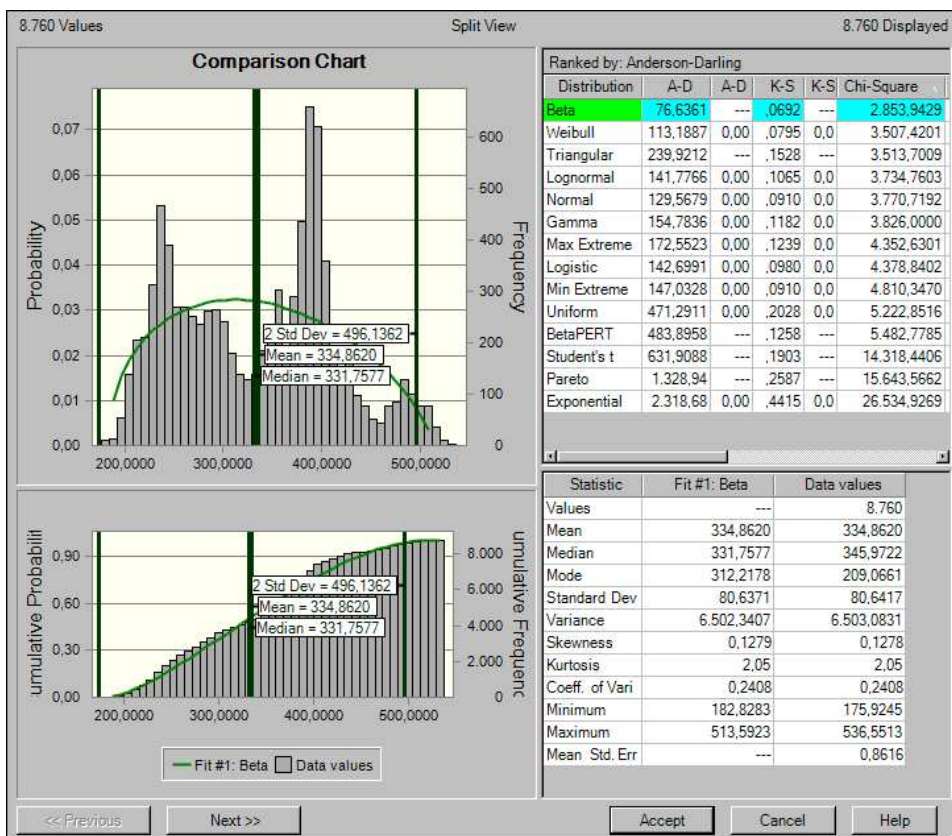 8.760 Values Split View 8.760 Displayed
Comparison Chart
0,07
0,06
0,05
0,04
0,03
0,02
0,01
0,00
Probability
600
500
400
300
200
100
0
Frequency
2 Std Dev = 496,1362
Mean = 334,8620
Median = 331,7577
200,0000 300,0000 400,0000 500,0000
0,90
0,60
0,30
0,00
umulative Probabilit
8.000
6.000
4.000
2.000
0
umulative Frequenc
2 Std Dev = 496,1362
Mean = 334,8620
Median = 331,7577
200,0000 300,0000 400,0000 500,0000
Fit #1: Beta Data values
Ranked by: Anderson-Darling
Distribution A-D A-D K-S K-S Chi-Square
Beta 76,6361 --- ,0692 --- 2.853,9429
Weibull 113,1887 0,00 ,0795 0,0 3.507,4201
Triangular 239,9212 --- ,1528 --- 3.513,7009
Lognormal 141,7766 0,00 ,1065 0,0 3.734,7603
Normal 129,5679 0,00 ,0910 0,0 3.770,7192
Gamma 154,7836 0,00 ,1182 0,0 3.826,0000
Max Extreme 172,5523 0,00 ,1239 0,0 4.352,6301
Logistic 142,6991 0,00 ,0980 0,0 4.378,8402
Min Extreme 147,0328 0,00 ,0910 0,0 4.810,3470
Uniform 471,2911 0,00 ,2028 0,0 5.222,8516
BetaPERT 483,8958 --- ,1258 --- 5.482,7785
Student's t 631,9088 --- ,1903 --- 14.318,4406
Pareto 1.328,94 --- ,2587 --- 15.643,5662
Exponential 2.318,68 0,00 ,4415 0,0 26.534,9269
Statistic Fit #1: Beta Data values
Values --- 8.760
Mean 334,8620 334,8620
Median 331,7577 345,9722
Mode 312,2178 209,0661
Standard Dev 80,6371 80,6417
Variance 6.502,3407 6.503,0831
Skewness 0,1279 0,1278
Kurtosis 2,05 2,05
Coeff. of Vari 0,2408 0,2408
Minimum 182,8283 175,9245
Maximum 513,5923 536,5513
Mean Std. Err --- 0,8616
<< Previous Next >> Accept Cancel Help